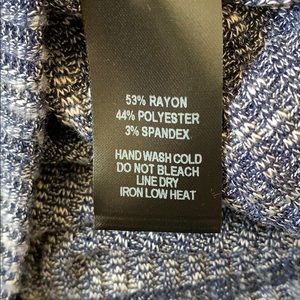 53% RAYON
44% POLYESTER
3% SPANDEX
HAND WASH COLD
DO NOT BLEACH
LINE DRY
IRON LOW HEAT